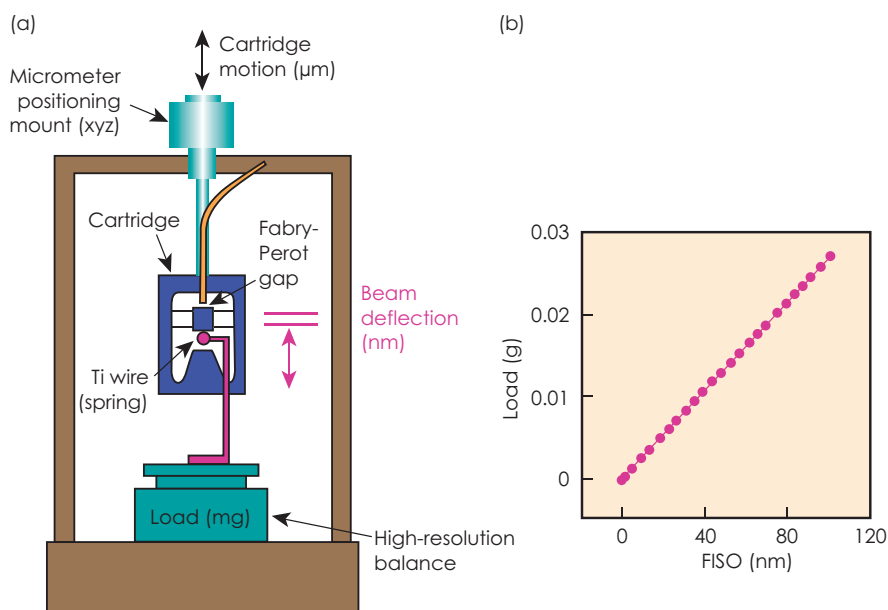 (a)
Cartridge
motion (µm)
Micrometer
positioning
mount (xyz)
Cartridge
Fabry-
Perot
gap
Beam
deflection
(nm)
Ti wire
(spring)
Load (mg)
High-resolution
balance
(b)
0.03
0.02
0.01
0
Load (g)
0
40
80
120
FISO (nm)